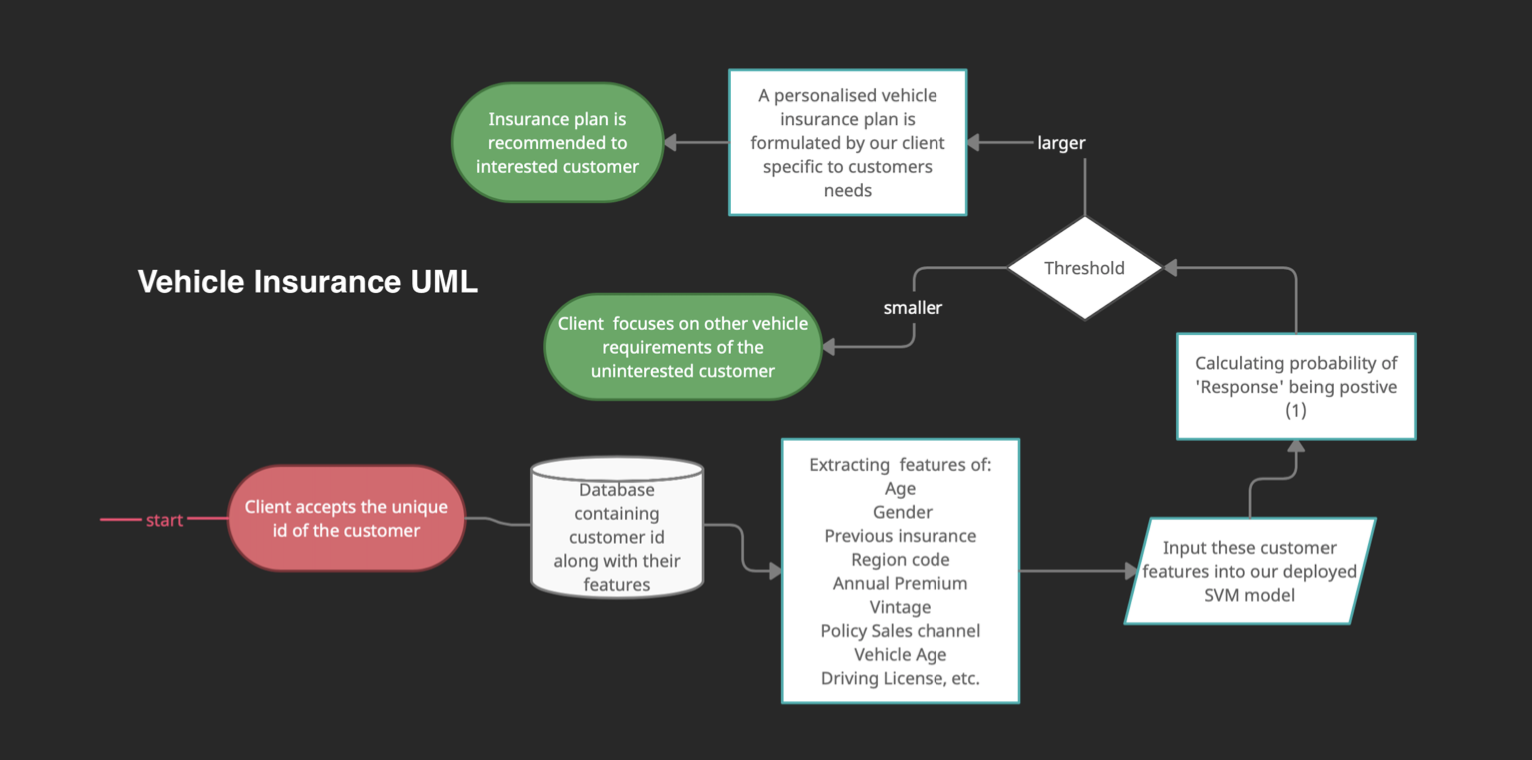 Vehicle Insurance UML
start
Client accepts the unique
id of the customer
Database
containing
customer id
along with their
features
Extracting  features of:
Age
Gender
Previous insurance
Region code
Annual Premium
Vintage
Policy Sales channel
Vehicle Age
Driving License, etc.
Input these customer
features into our deployed
SVM model
Calculating probability of
'Response' being postive
(1)
Threshold
larger
A personalised vehicle
insurance plan is
formulated by our client
specific to customers
needs
Insurance plan is
recommended to
interested customer
smaller
Client  focuses on other vehicle
requirements of the
uninterested customer